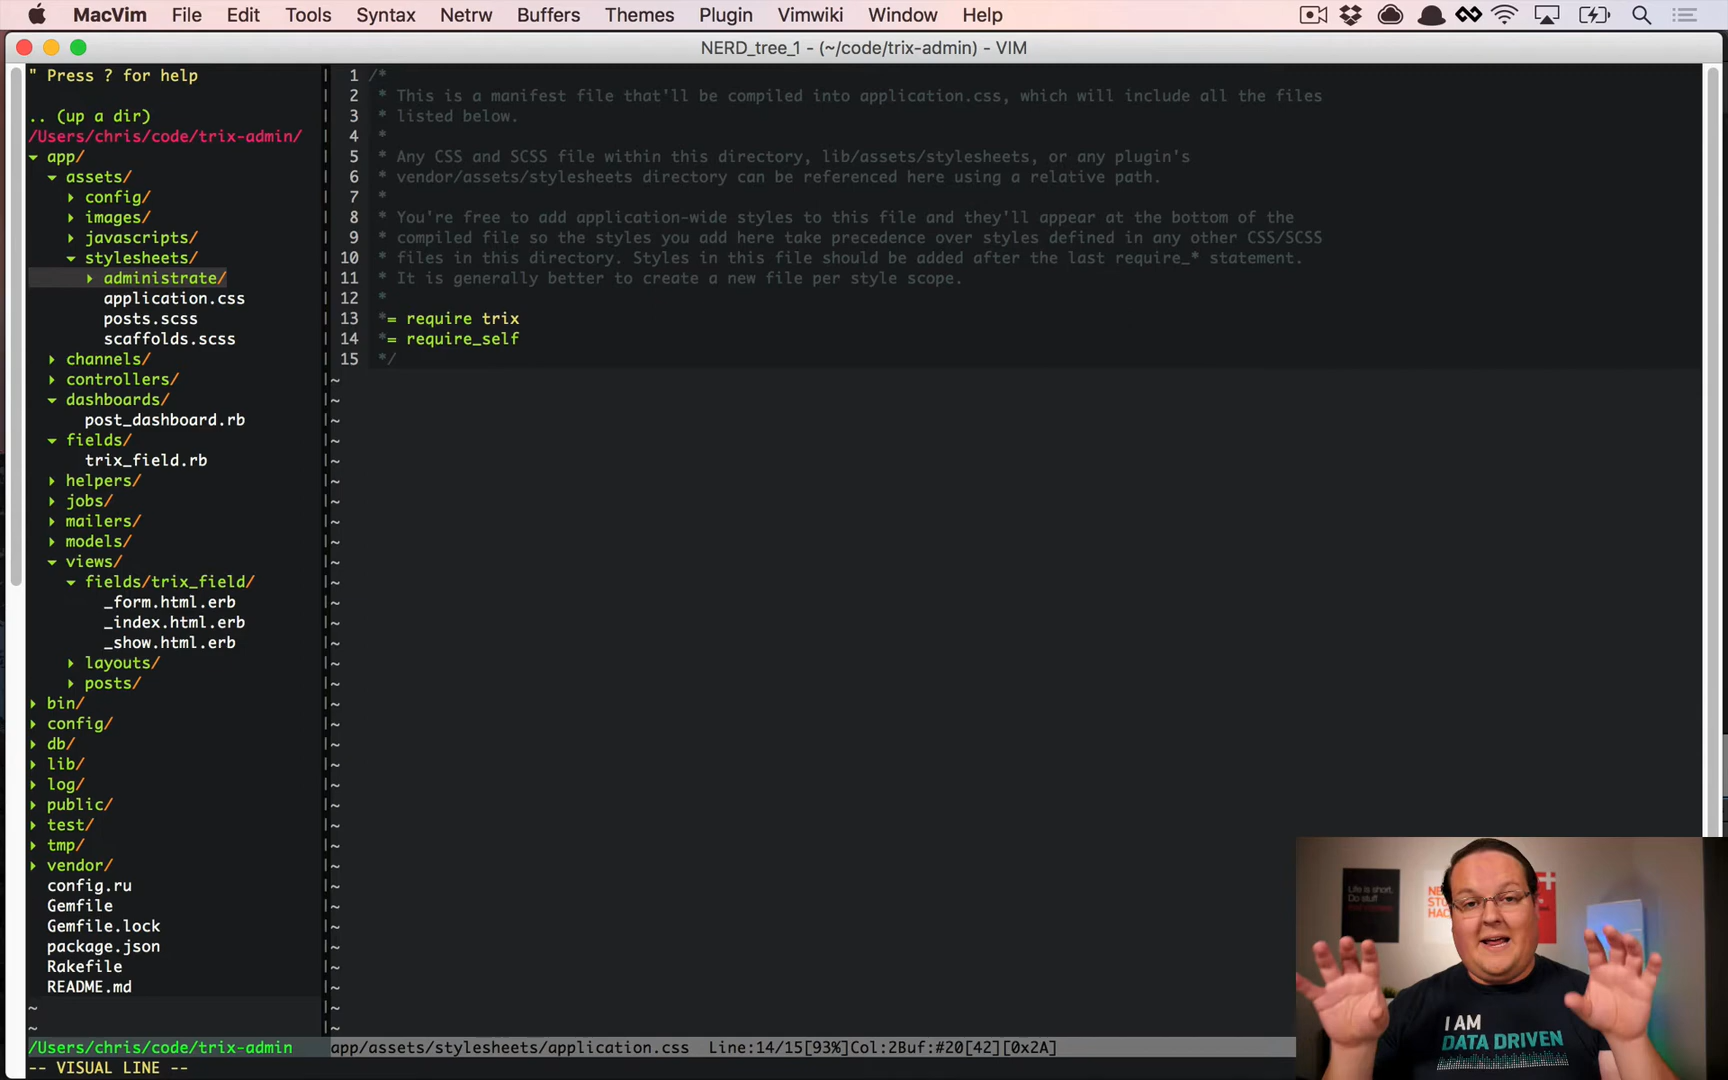 MacVim File Edit Tools Syntax Netrw Buffers Themes Plugin Vimwiki Window Help
NERD_tree_1 - (~/code/trix-admin) - VIM
" Press ? for help
.. (up a dir)
/Users/chris/code/trix-admin/
app/
assets/
config/
images/
javascripts/
stylesheets/
administrate/
application.css
posts.scss
scaffolds.scss
channels/
controllers/
dashboards/
post_dashboard.rb
fields/
trix_field.rb
helpers/
jobs/
mailers/
models/
views/
fields/trix_field/
_form.html.erb
_index.html.erb
_show.html.erb
layouts/
posts/
bin/
config/
db/
lib/
log/
public/
test/
tmp/
vendor/
config.ru
Gemfile
Gemfile.lock
package.json
Rakefile
README.md
~
~
/Users/chris/code/trix-admin
1 /*
2 * This is a manifest file that'll be compiled into application.css, which will include all the files
3 * listed below.
4 *
5 * Any CSS and SCSS file within this directory, lib/assets/stylesheets, or any plugin's
6 * vendor/assets/stylesheets directory can be referenced here using a relative path.
7 *
8 * You're free to add application-wide styles to this file and they'll appear at the bottom of the
9 * compiled file so the styles you add here take precedence over styles defined in any other CSS/SCSS
10 * files in this directory. Styles in this file should be added after the last require_* statement.
11 * It is generally better to create a new file per style scope.
12 *
13 *= require trix
14 *= require_self
15 */
app/assets/stylesheets/application.css Line:14/15[93%]Col:2Buf:#20[42][0x2A]
-- VISUAL LINE --
Life is short.
Do stuff
I AM
DATA DRIVEN